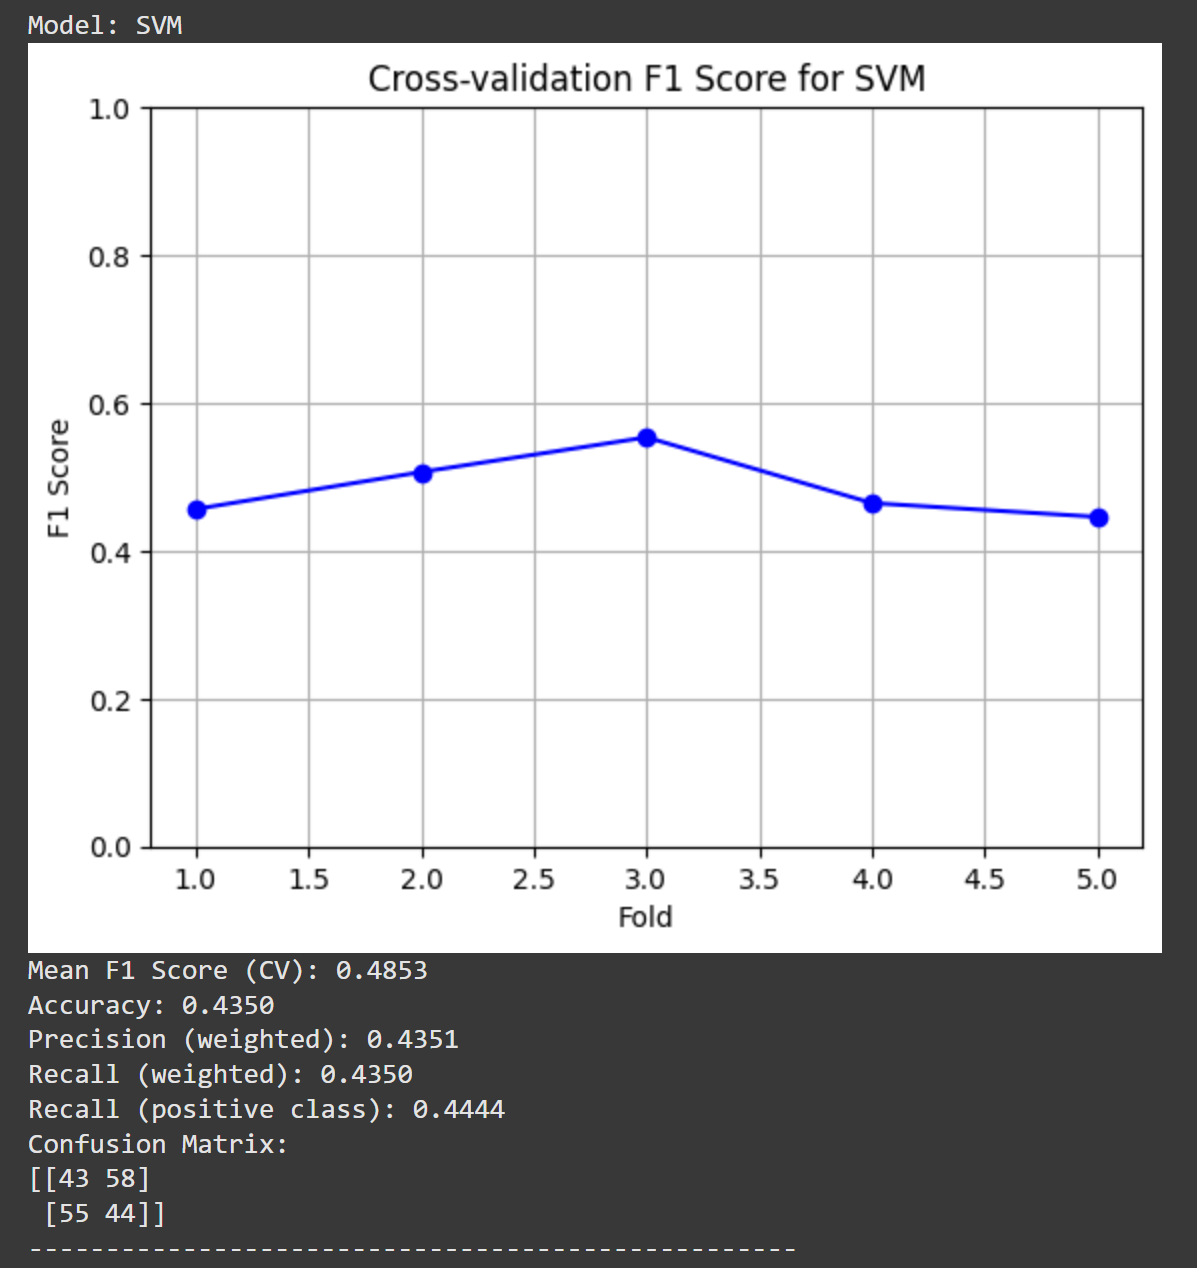 Model: SVM
Cross-validation F1 Score for SVM
1.0
0.8
0.6
0.4
0.2
0.0
F1 Score
1.0 1.5 2.0 2.5 3.0 3.5 4.0 4.5 5.0
Fold
Mean F1 Score (CV): 0.4853
Accuracy: 0.4350
Precision (weighted): 0.4351
Recall (weighted): 0.4350
Recall (positive class): 0.4444
Confusion Matrix:
[[43 58]
 [55 44]]
--------------------------------------------------